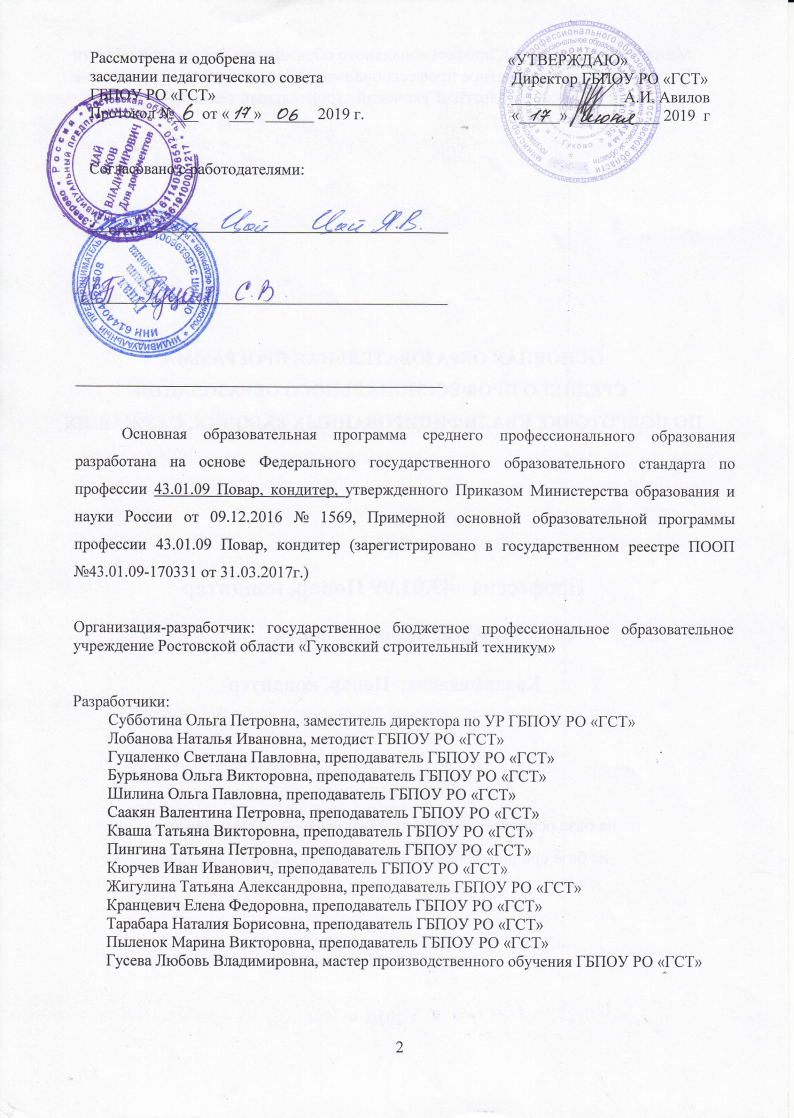 Рассмотрена и одобрена на
заседании педагогического совета
ГБПОУ РО «ГСТ»
Протокол № 6 от «17» 06 2019 г.
«УТВЕРЖДАЮ»
Директор ГБПОУ РО «ГСТ»
А.И. Авилов
«17» июня 2019 г
Согласовано с работодателями:
Цой Цой Я.В.
С.В
Основная образовательная программа среднего профессионального образования
разработана на основе Федерального государственного образовательного стандарта по
профессии 43.01.09 Повар, кондитер, утвержденного Приказом Министерства образования и
науки России от 09.12.2016 № 1569, Примерной основной образовательной программы
профессии 43.01.09 Повар, кондитер (зарегистрировано в государственном реестре ПООП
№43.01.09-170331 от 31.03.2017г.)
Организация-разработчик: государственное бюджетное профессиональное образовательное
учреждение Ростовской области «Гуковский строительный техникум»
Разработчики:
Субботина Ольга Петровна, заместитель директора по УР ГБПОУ РО «ГСТ»
Лобанова Наталья Ивановна, методист ГБПОУ РО «ГСТ»
Гуцаленко Светлана Павловна, преподаватель ГБПОУ РО «ГСТ»
Бурьянова Ольга Викторовна, преподаватель ГБПОУ РО «ГСТ»
Шилина Ольга Павловна, преподаватель ГБПОУ РО «ГСТ»
Саакян Валентина Петровна, преподаватель ГБПОУ РО «ГСТ»
Кваша Татьяна Викторовна, преподаватель ГБПОУ РО «ГСТ»
Пингина Татьяна Петровна, преподаватель ГБПОУ РО «ГСТ»
Кюрчев Иван Иванович, преподаватель ГБПОУ РО «ГСТ»
Жигулина Татьяна Александровна, преподаватель ГБПОУ РО «ГСТ»
Кранцевич Елена Федоровна, преподаватель ГБПОУ РО «ГСТ»
Тарабара Наталия Борисовна, преподаватель ГБПОУ РО «ГСТ»
Пыленок Марина Викторовна, преподаватель ГБПОУ РО «ГСТ»
Гусева Любовь Владимировна, мастер производственного обучения ГБПОУ РО «ГСТ»
2